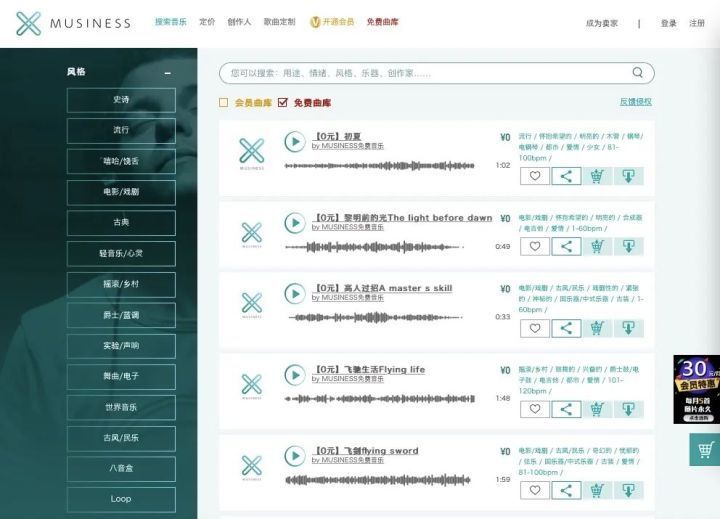 MUSINESS
搜索音乐 定价 创作人 歌曲定制 V 开通会员 免费曲库
成为卖家 | 登录 注册
风格 –
史诗
流行
嘻哈/饶舌
电影/戏剧
古典
轻音乐/心灵
摇滚/乡村
爵士/蓝调
实验/声响
舞曲/电子
世界音乐
古风/民乐
八音盒
Loop
您可以搜索：用途、情绪、风格、乐器、创作家……
会员曲库 免费曲库
反馈侵权
MUSINESS
【0元】初夏
by MUSINESS免费音乐
1:02
¥0
流行 / 怀抱希望的 / 明亮的 / 木管 / 钢琴/
电钢琴 / 都市 / 爱情 / 少女 / 81-
100bpm /
MUSINESS
【0元】黎明前的光The light before dawn
by MUSINESS免费音乐
0:49
¥0
电影/戏剧 / 怀抱希望的 / 明亮的 / 合成器
/ 电吉他 / 爱情 / 1-60bpm /
MUSINESS
【0元】高人过招A master s skill
by MUSINESS免费音乐
0:33
¥0
电影/戏剧 / 古风/民乐 / 戏剧性的 / 紧张
的 / 神秘的 / 国乐器/中式乐器 / 古装 / 1-
60bpm /
MUSINESS
【0元】飞驰生活Flying life
by MUSINESS免费音乐
1:48
¥0
摇滚/乡村 / 鼓舞的 / 兴奋的 / 爵士鼓/电
子鼓 / 电吉他 / 都市 / 爱情 / 101-
120bpm /
MUSINESS
【0元】飞剑flying sword
by MUSINESS免费音乐
1:59
¥0
电影/戏剧 / 古风/民乐 / 奇幻的 / 忧郁的
/ 弦乐 / 国乐器/中式乐器 / 古装 / 爱情 /
61-80bpm /
30元/
会员特惠
每月5首
随片永久